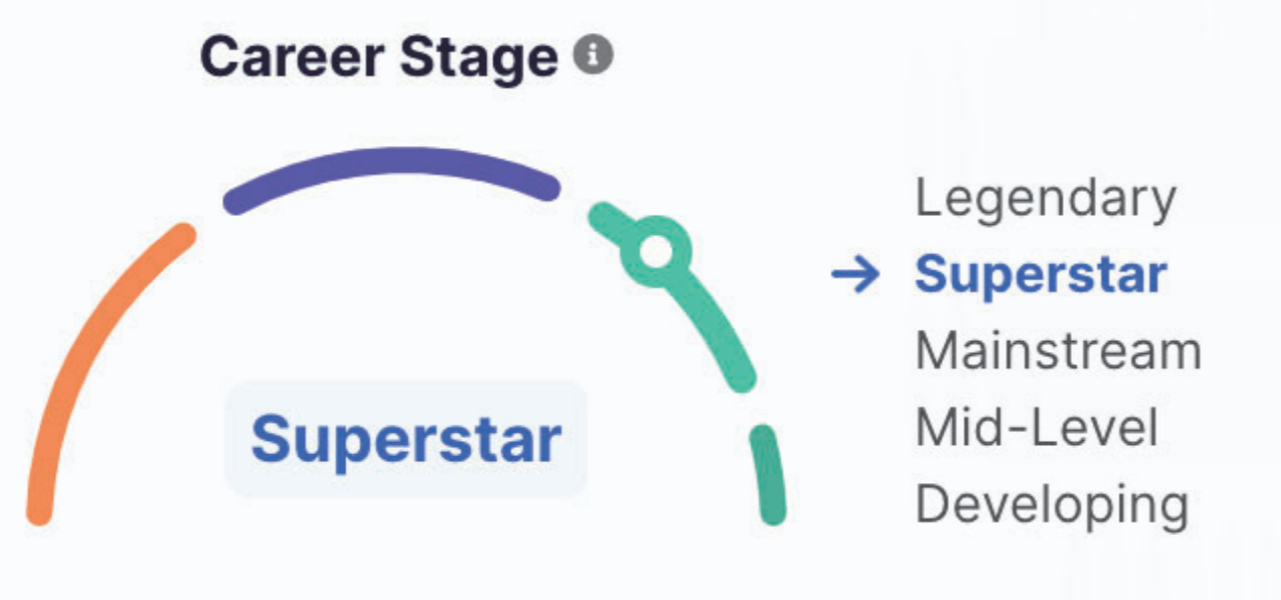 Career Stage
Superstar
Legendary
Superstar
Mainstream
Mid-Level
Developing